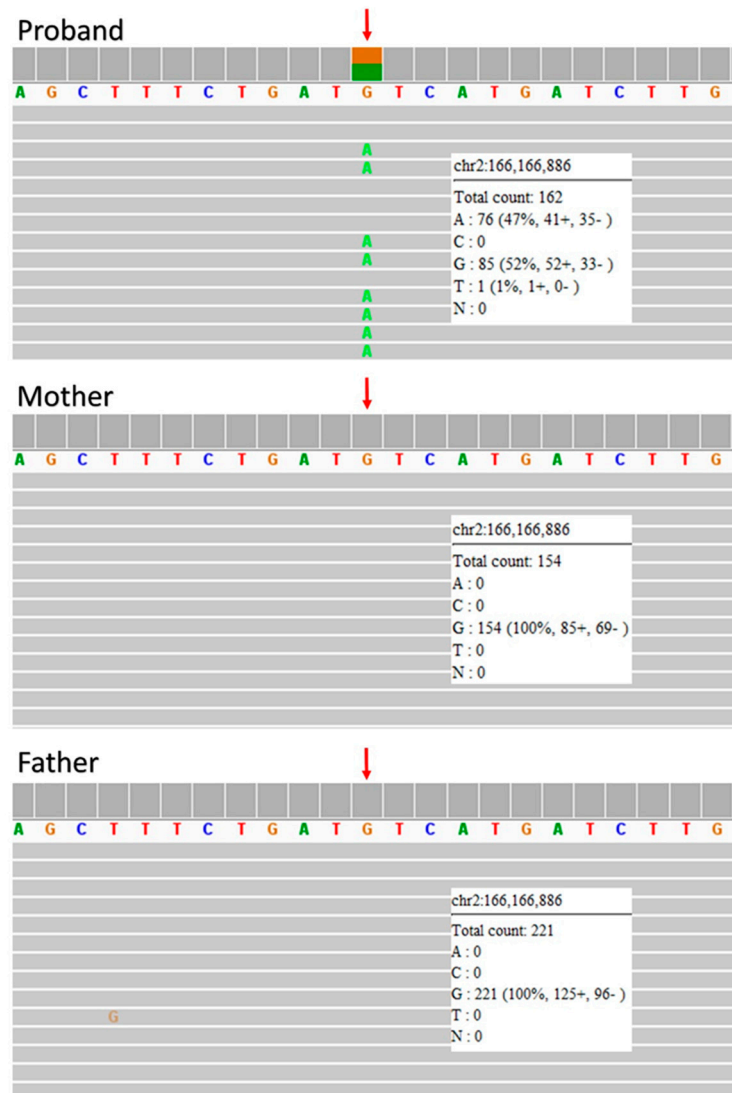 Proband
A G C T T T C T G A T G T C A T G A T C T T G
A
A
A
A
A
A
A
A
chr2:166,166,886
Total count: 162
A : 76 (47%, 41+, 35- )
C : 0
G : 85 (52%, 52+, 33- )
T : 1 (1%, 1+, 0- )
N : 0
Mother
A G C T T T C T G A T G T C A T G A T C T T G
chr2:166,166,886
Total count: 154
A : 0
C : 0
G : 154 (100%, 85+, 69- )
T : 0
N : 0
Father
A G C T T T C T G A T G T C A T G A T C T T G
chr2:166,166,886
Total count: 221
A : 0
C : 0
G : 221 (100%, 125+, 96- )
T : 0
N : 0
G